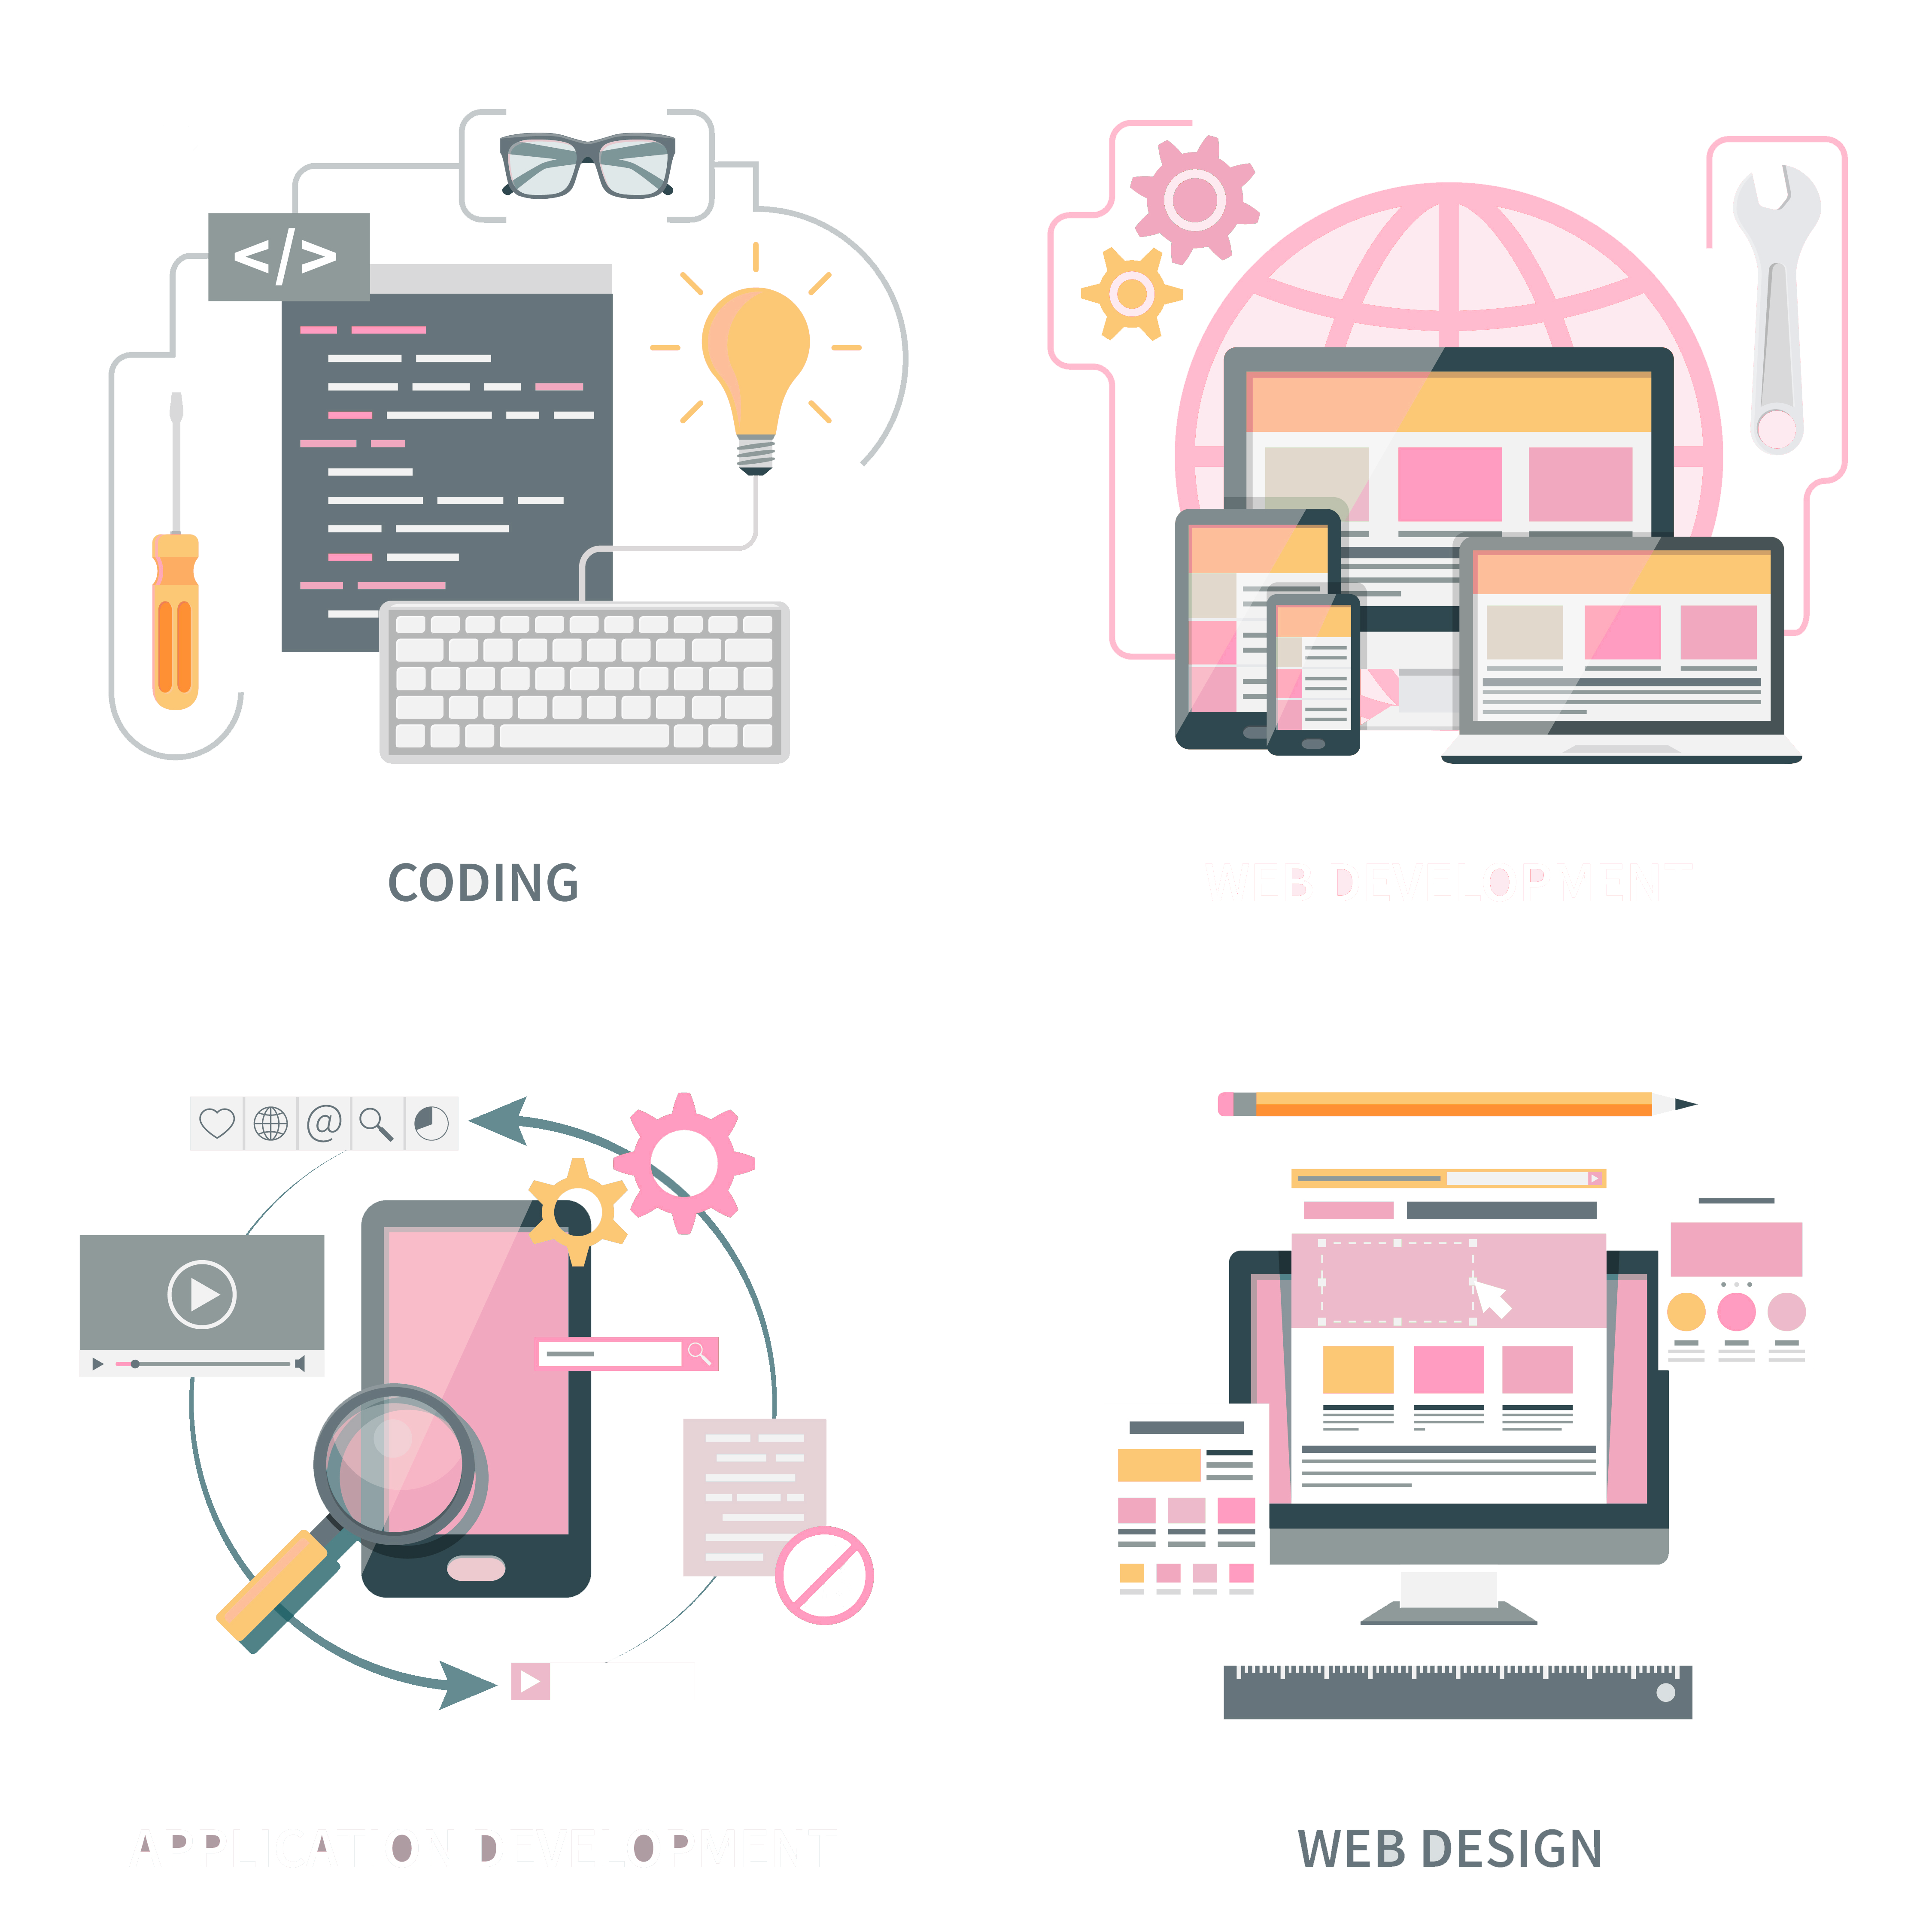 </>
CODING
WEB DEVELOPMENT
@
APPLICATION DEVELOPMENT
WEB DESIGN